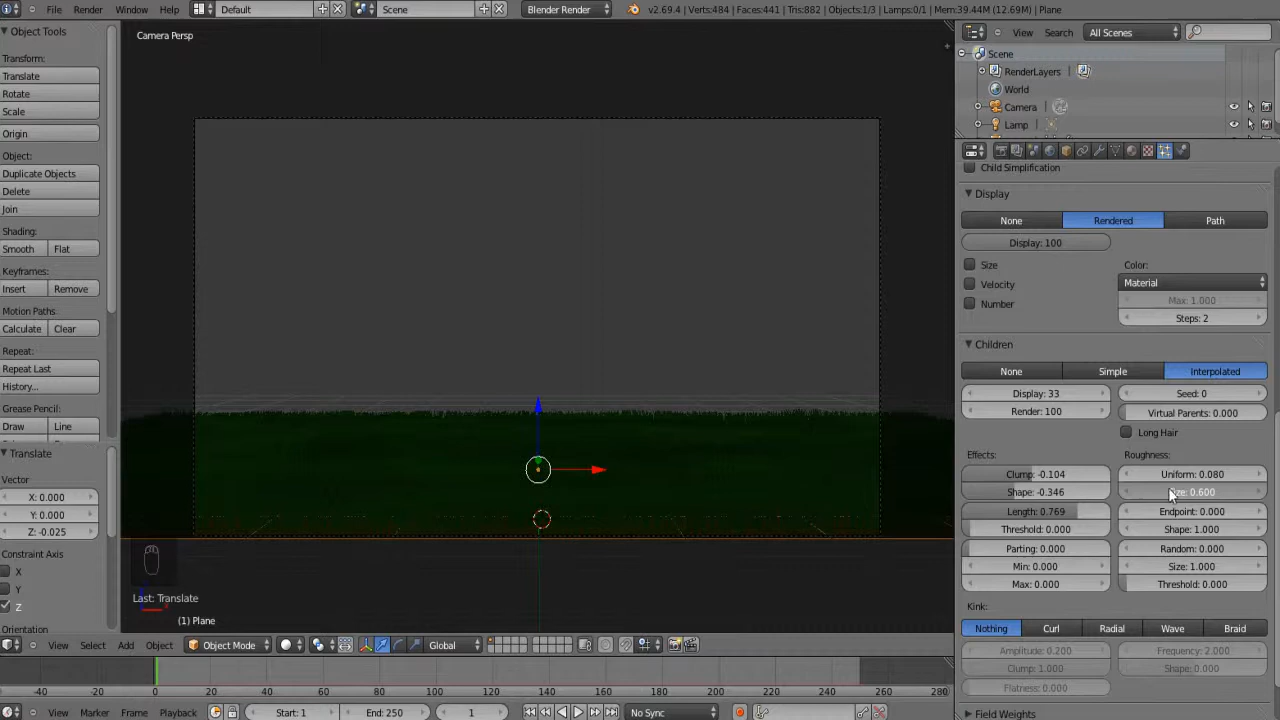 File Render Window Help Default Scene Blender Render v2.69.4 | Verts:484 | Faces:441 | Tris:882 | Objects:1/3 | Lamps:0/1 | Mem:39.44M (12.69M) | Plane
Object Tools
Transform:
Translate
Rotate
Scale
Origin
Object:
Duplicate Objects
Delete
Join
Shading:
Smooth Flat
Keyframes:
Insert Remove
Motion Paths:
Calculate Clear
Repeat:
Repeat Last
History...
Grease Pencil:
Draw Line
Translate
Vector
X: 0.000
Y: 0.000
Z: -0.025
Constraint Axis
X
Y
Z
Orientation
Camera Persp
Last: Translate
(1) Plane
View Select Add Object Object Mode Global
-40 -20 0 20 40 60 80 100 120 140 160 180 200 220 240 260 280
View Marker Frame Playback Start: 1 End: 250 1 No Sync
View Search All Scenes
Scene
RenderLayers
World
Camera
Lamp
Child Simplification
Display
None Rendered Path
Display: 100
Size
Velocity
Number
Color:
Material
Max: 1.000
Steps: 2
Children
None Simple Interpolated
Display: 33 Seed: 0
Render: 100 Virtual Parents: 0.000
Long Hair
Effects: Roughness:
Clump: -0.104 Uniform: 0.080
Shape: -0.346 Size: 0.600
Length: 0.769 Endpoint: 0.000
Threshold: 0.000 Shape: 1.000
Parting: 0.000 Random: 0.000
Min: 0.000 Size: 1.000
Max: 0.000 Threshold: 0.000
Kink:
Nothing Curl Radial Wave Braid
Amplitude: 0.200 Frequency: 2.000
Clump: 1.000 Shape: 0.000
Flatness: 0.000
Field Weights